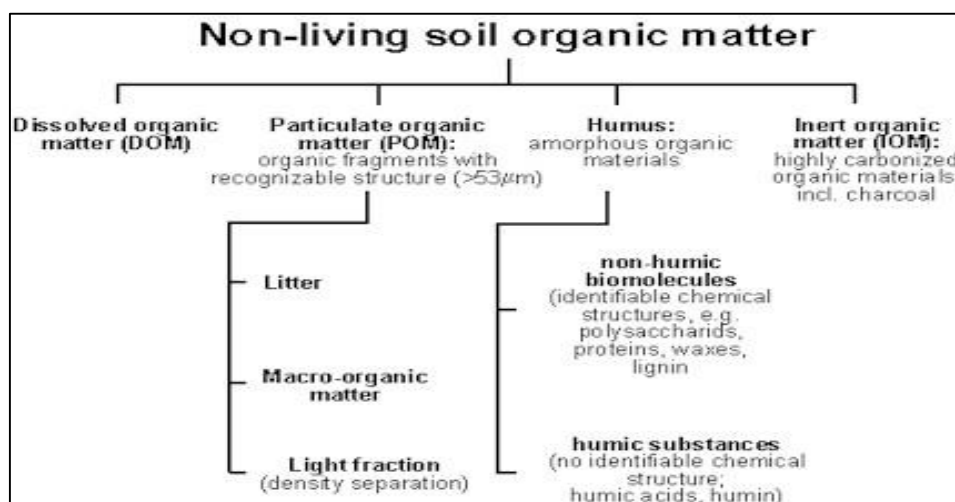 Non-living soil organic matter
Dissolved organic
matter (DOM)
Particulate organic
matter (POM):
organic fragments with
recognizable structure (>53μm)
Humus:
amorphous organic
materials
Inert organic
matter (IOM):
highly carbonized
organic materials
incl. charcoal
Litter
Macro-organic
matter
Light fraction
(density separation)
non-humic
biomolecules
(identifiable chemical
structures, e.g.
polysaccharids,
proteins, waxes,
lignin
humic substances
(no identifiable chemical
structure;
humic acids, humin)